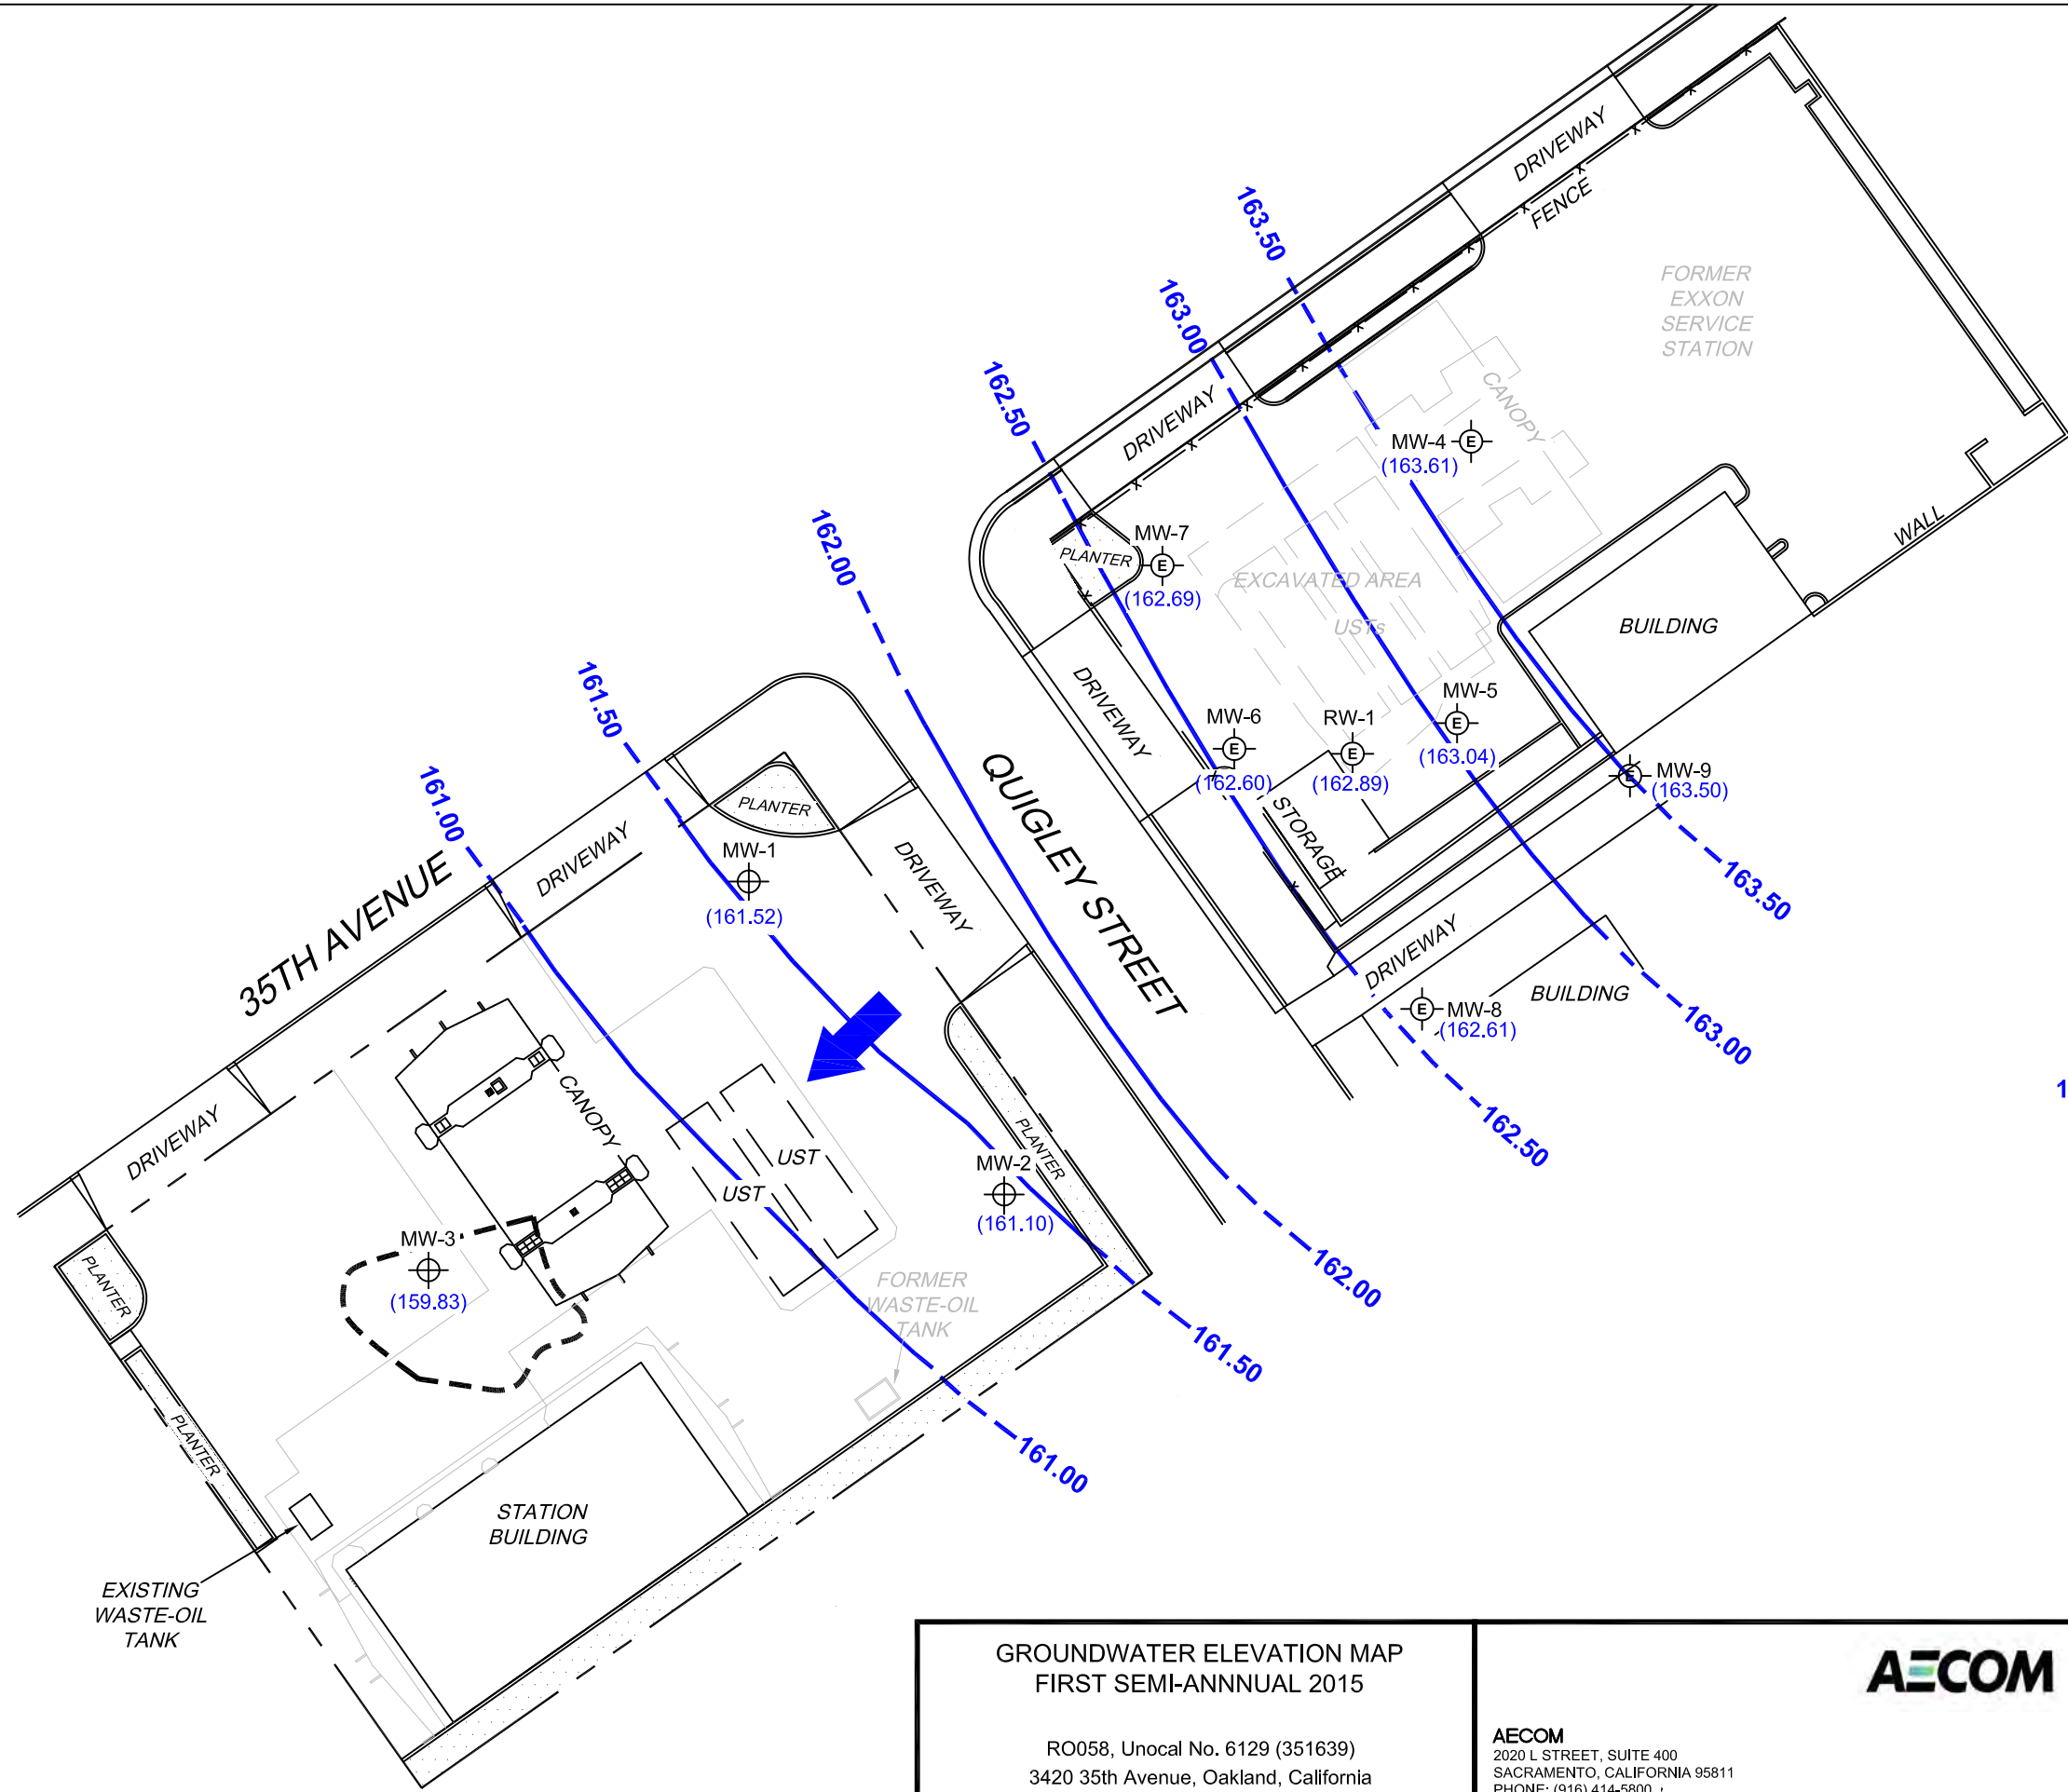 163.50
163.00
162.50
162.00
161.50
161.00
DRIVEWAY
FENCE
FORMER
EXXON
SERVICE
STATION
CANOPY
DRIVEWAY
MW-4 E
(163.61)
MW-7
E
(162.69)
PLANTER
EXCAVATED AREA
USTs
BUILDING
WALL
DRIVEWAY
MW-6
E
(162.60)
RW-1
E
(162.89)
MW-5
E
(163.04)
E MW-9
(163.50)
STORAGE
QUIGLEY STREET
PLANTER
MW-1
(161.52)
DRIVEWAY
DRIVEWAY
35TH AVENUE
DRIVEWAY
BUILDING
E MW-8
(162.61)
163.50
163.00
162.50
162.00
161.50
161.00
1
CANOPY
DRIVEWAY
UST
UST
MW-2
(161.10)
PLANTER
MW-3
(159.83)
PLANTER
PLANTER
FORMER
WASTE-OIL
TANK
STATION
BUILDING
EXISTING
WASTE-OIL
TANK
GROUNDWATER ELEVATION MAP
FIRST SEMI-ANNNUAL 2015
RO058, Unocal No. 6129 (351639)
3420 35th Avenue, Oakland, California
AECOM
AECOM
2020 L STREET, SUITE 400
SACRAMENTO, CALIFORNIA 95811
PHONE: (916) 414-5800